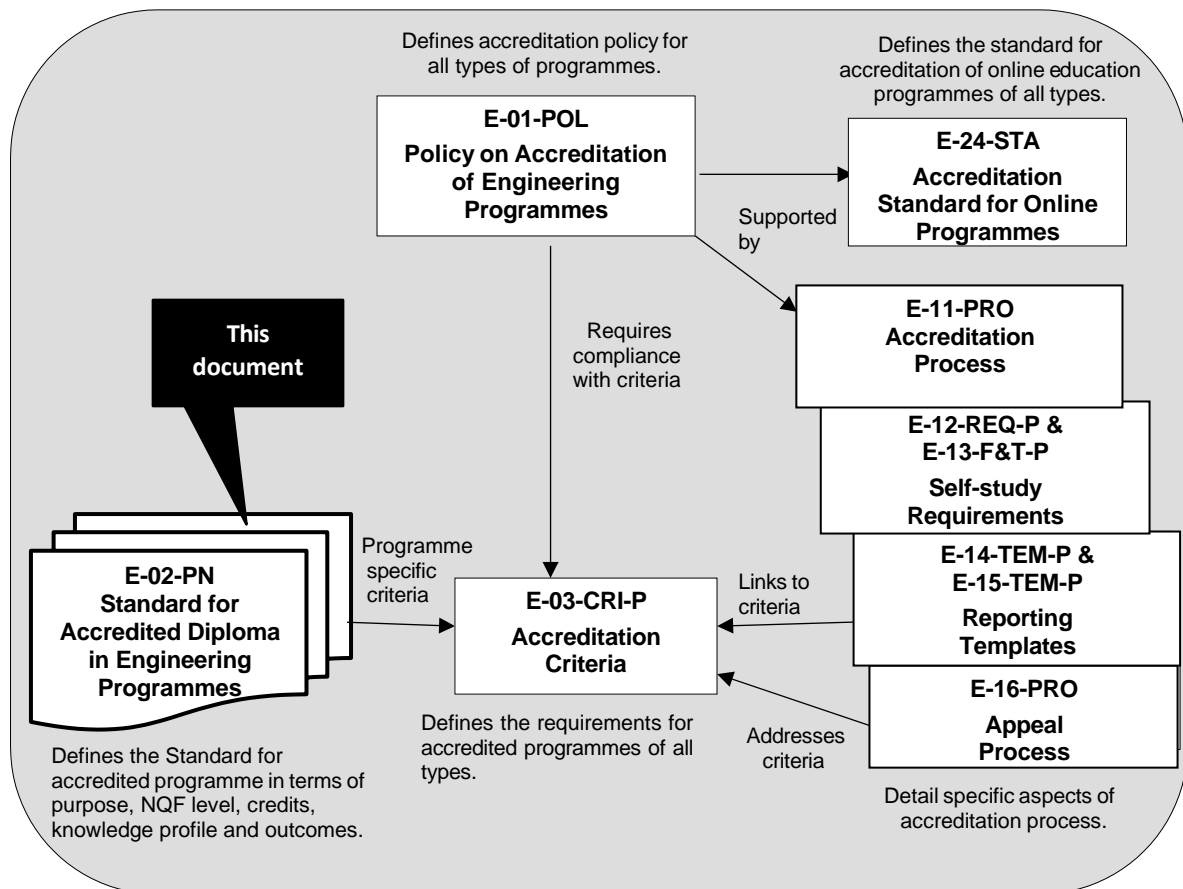 Defines accreditation policy for
all types of programmes.
Defines the standard for
accreditation of online education
programmes of all types.
E-01-POL
Policy on Accreditation
of Engineering
Programmes
E-24-STA
Accreditation
Standard for Online
Programmes
Supported
by
This
document
Requires
compliance
with criteria
E-11-PRO
Accreditation
Process
E-12-REQ-P &
E-13-F&T-P
Self-study
Requirements
E-02-PN
Standard for
Accredited Diploma
in Engineering
Programmes
Programme
specific
criteria
E-03-CRI-P
Accreditation
Criteria
Links to
criteria
E-14-TEM-P &
E-15-TEM-P
Reporting
Templates
E-16-PRO
Appeal
Process
Defines the Standard for
accredited programme in terms of
purpose, NQF level, credits,
knowledge profile and outcomes.
Defines the requirements for
accredited programmes of all
types.
Addresses
criteria
Detail specific aspects of
accreditation process.